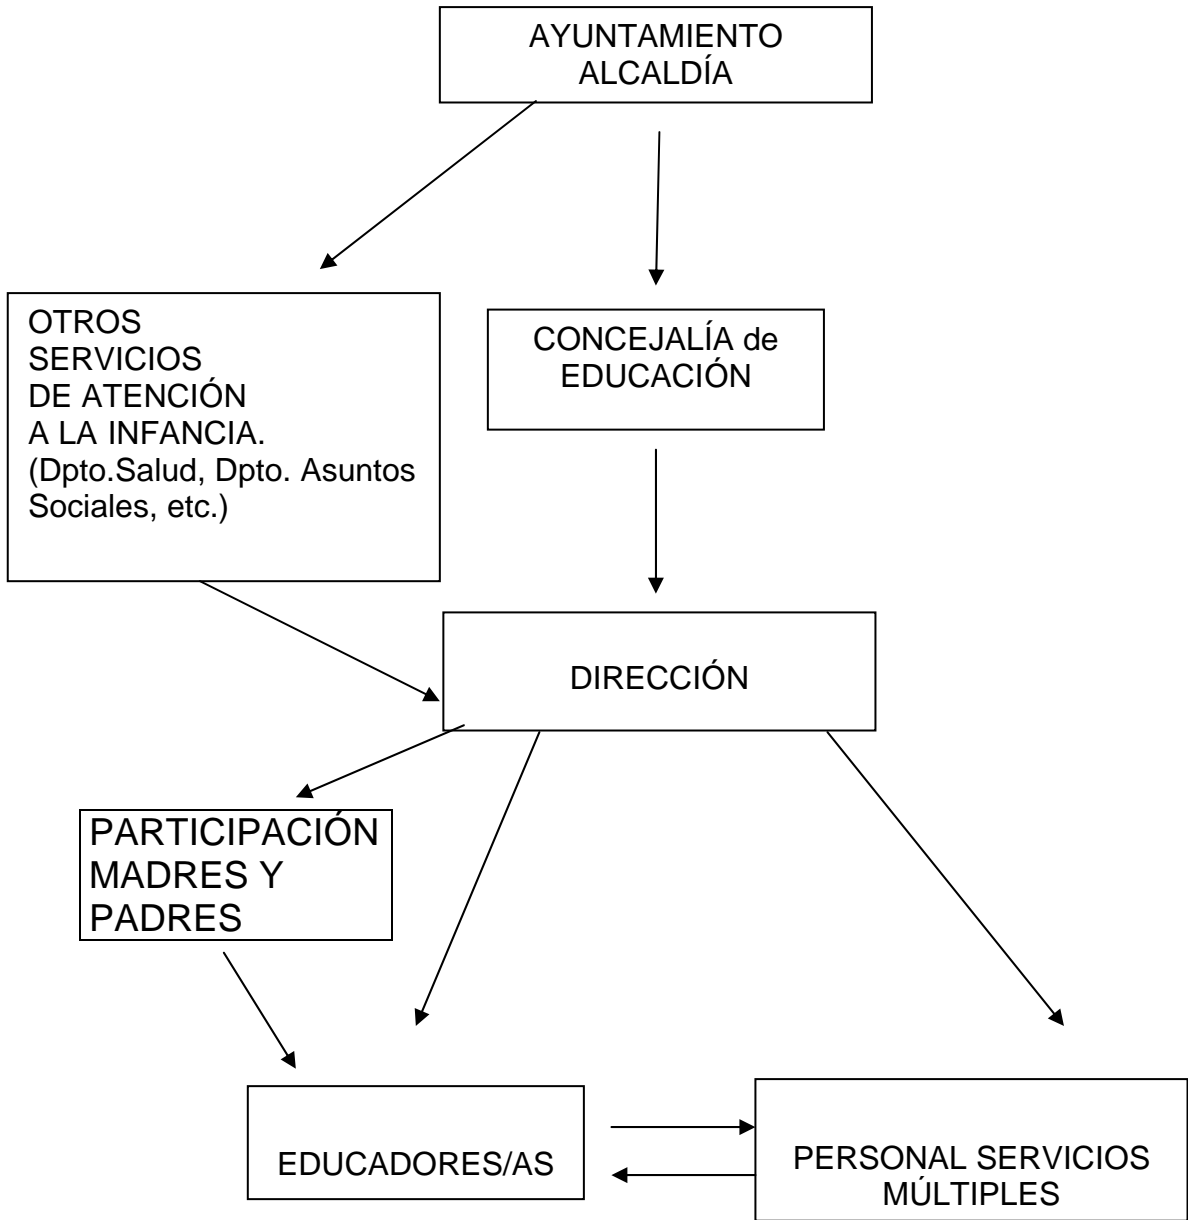 AYUNTAMIENTO
ALCALDÍA
OTROS
SERVICIOS
DE ATENCIÓN
A LA INFANCIA.
(Dpto.Salud, Dpto. Asuntos
Sociales, etc.)
CONCEJALÍA de
EDUCACIÓN
DIRECCIÓN
PARTICIPACIÓN
MADRES Y
PADRES
EDUCADORES/AS
PERSONAL SERVICIOS
MÚLTIPLES